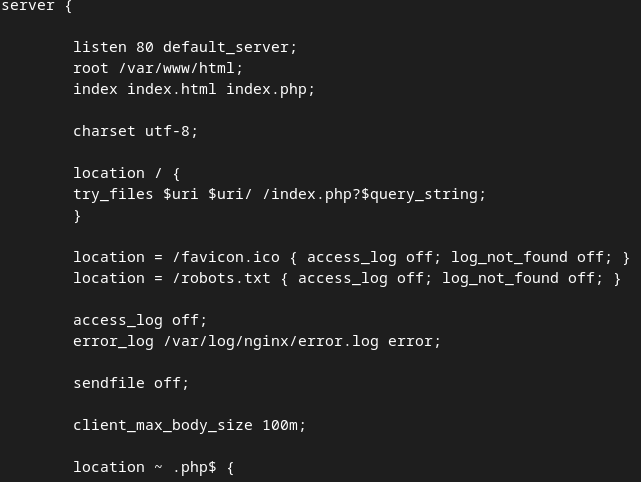 server {
listen 80 default_server;
root /var/www/html;
index index.html index.php;
charset utf-8;
location / {
try_files $uri $uri/ /index.php?$query_string;
}
location = /favicon.ico { access_log off; log_not_found off; }
location = /robots.txt { access_log off; log_not_found off; }
access_log off;
error_log /var/log/nginx/error.log error;
sendfile off;
client_max_body_size 100m;
location ~ .php$ {